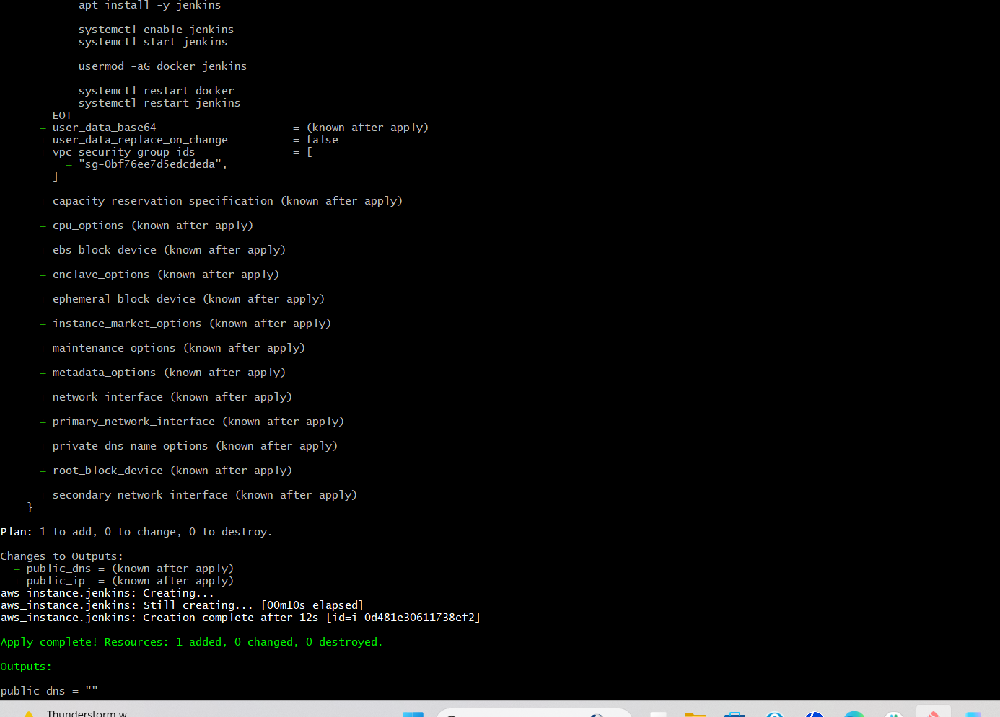 apt install -y jenkins
systemctl enable jenkins
systemctl start jenkins
usermod -aG docker jenkins
systemctl restart docker
systemctl restart jenkins
EOT
+ user_data_base64 = (known after apply)
+ user_data_replace_on_change = false
+ vpc_security_group_ids = [
+ "sg-0bf76ee7d5edcdeda",
]
+ capacity_reservation_specification (known after apply)
+ cpu_options (known after apply)
+ ebs_block_device (known after apply)
+ enclave_options (known after apply)
+ ephemeral_block_device (known after apply)
+ instance_market_options (known after apply)
+ maintenance_options (known after apply)
+ metadata_options (known after apply)
+ network_interface (known after apply)
+ primary_network_interface (known after apply)
+ private_dns_name_options (known after apply)
+ root_block_device (known after apply)
+ secondary_network_interface (known after apply)
}
Plan: 1 to add, 0 to change, 0 to destroy.
Changes to Outputs:
+ public_dns = (known after apply)
+ public_ip = (known after apply)
aws_instance.jenkins: Creating...
aws_instance.jenkins: Still creating... [00m10s elapsed]
aws_instance.jenkins: Creation complete after 12s [id=i-0d481e30611738ef2]
Apply complete! Resources: 1 added, 0 changed, 0 destroyed.
Outputs:
public_dns = ""
Thunderstorm w